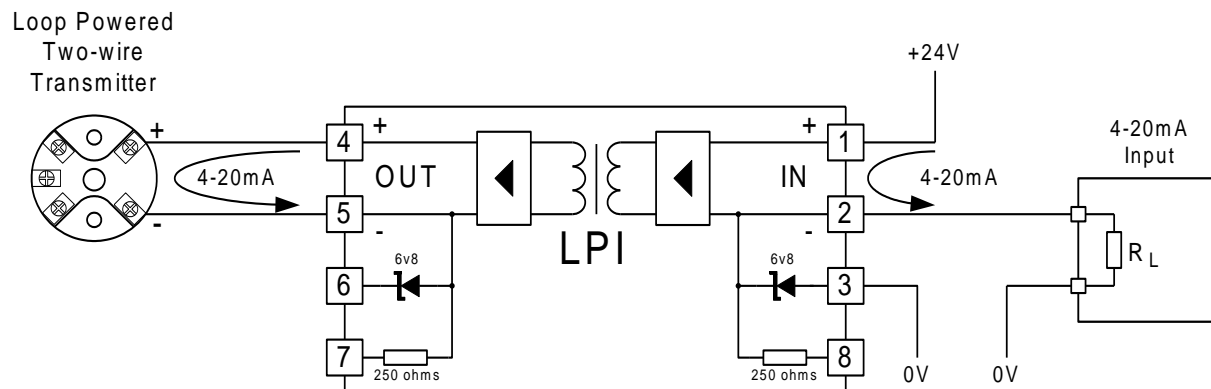 Loop Powered
Two-wire
Transmitter
+24V
4-20mA
Input
+
4
+
+
1
4-20mA
OUT
IN
4-20mA
-
5
-
-
2
LPI
R L
6v8
6v8
6
3
7
250 ohms
250 ohms
8
0V
0V